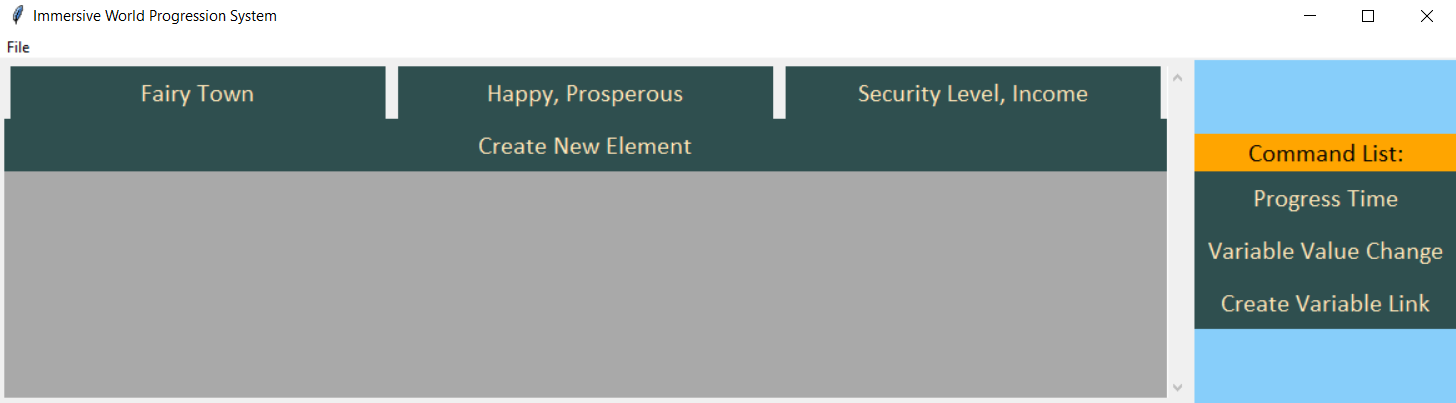 Immersive World Progression System
File
Fairy Town
Happy, Prosperous
Security Level, Income
Create New Element
Command List:
Progress Time
Variable Value Change
Create Variable Link